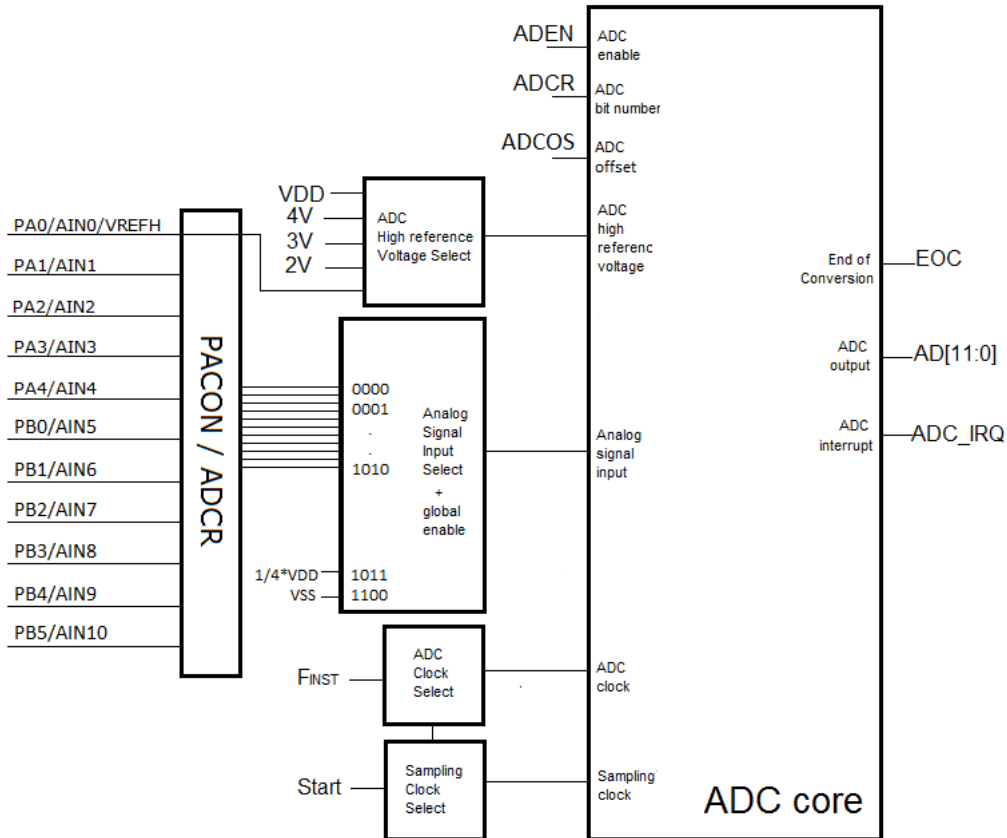 ADEN
ADC
enable
ADCR
ADC
bit number
ADCOS
ADC
offset
VDD
4V
3V
2V
ADC
High reference
Voltage Select
ADC
high
referenc
voltage
PA0/AIN0/VREFH
PA1/AIN1
PA2/AIN2
PA3/AIN3
PA4/AIN4
PB0/AIN5
PB1/AIN6
PB2/AIN7
PB3/AIN8
PB4/AIN9
PB5/AIN10
PACON / ADCR
0000
0001
.
.
1010
1/4*VDD
1011
VSS
1100
Analog
Signal
Input
Select
+
global
enable
Analog
signal
input
End of
Conversion
EOC
ADC
output
AD[11:0]
ADC
interrupt
ADC_IRQ
FINST
ADC
Clock
Select
ADC
clock
Start
Sampling
Clock
Select
Sampling
clock
ADC core